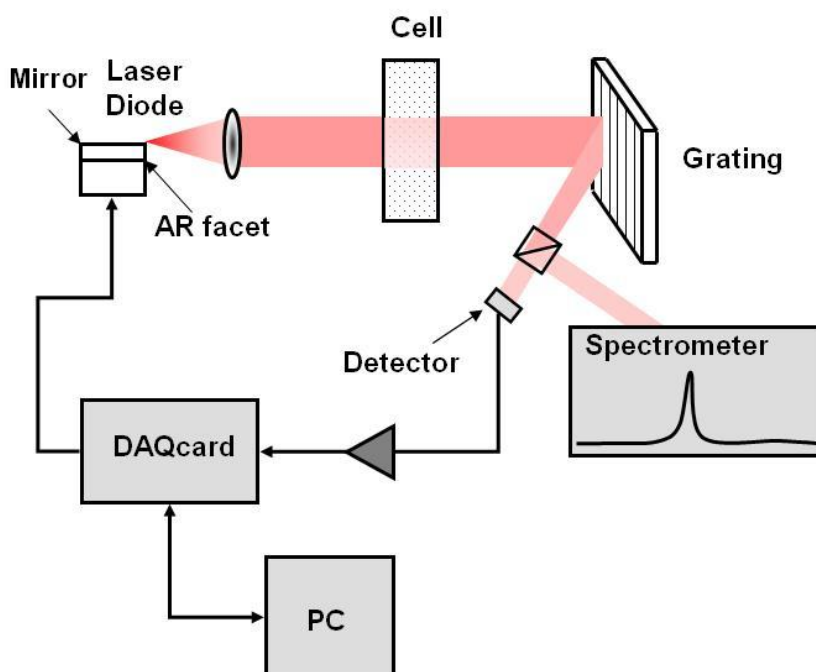 Cell
Mirror
Laser
Diode
Grating
AR facet
Detector
Spectrometer
DAQcard
PC